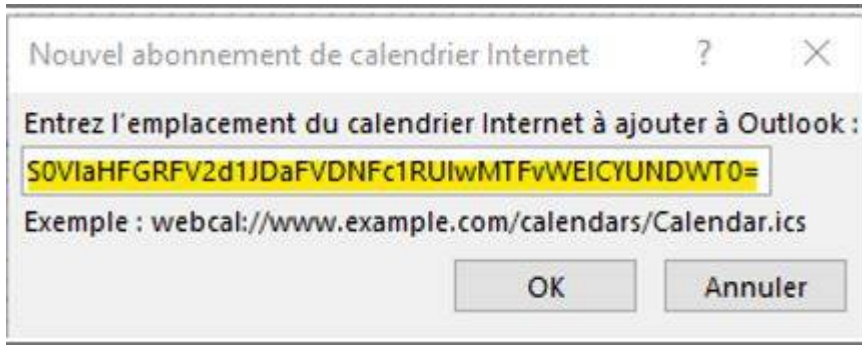 Nouvel abonnement de calendrier Internet ?
Entrez l'emplacement du calendrier Internet à ajouter à Outlook :
S0VIaHFGRFV2d1JDaFVDNFc1RUIwMTFvWEICYUNDWT0=
Exemple : webcal://www.example.com/calendars/Calendar.ics
OK Annuler